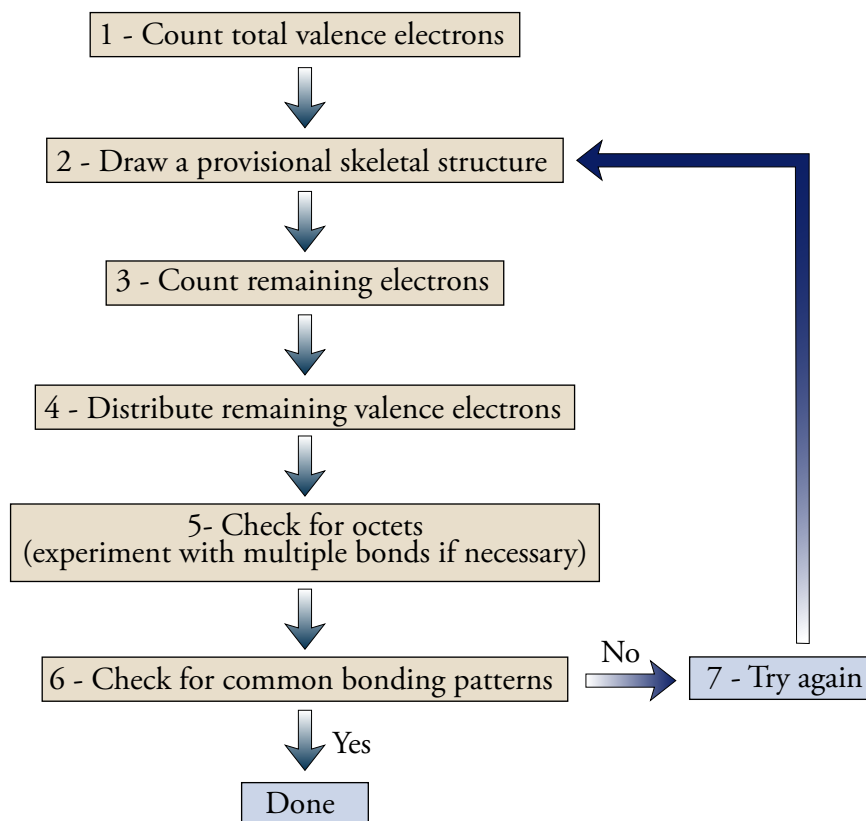 1 - Count total valence electrons
2 - Draw a provisional skeletal structure
3 - Count remaining electrons
4 - Distribute remaining valence electrons
5- Check for octets
(experiment with multiple bonds if necessary)
No
6 - Check for common bonding patterns
7 - Try again
Yes
Done